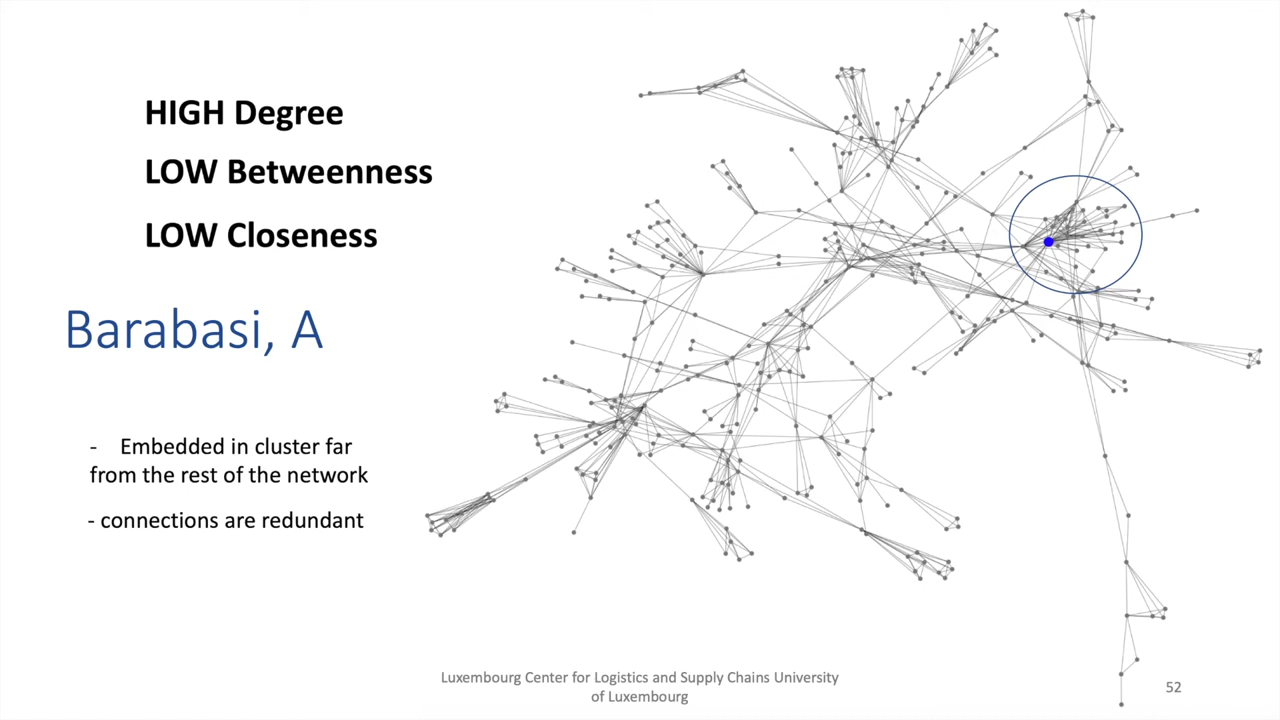 HIGH Degree
LOW Betweenness
LOW Closeness
Barabasi, A
- Embedded in cluster far
from the rest of the network
- connections are redundant
Luxembourg Center for Logistics and Supply Chains University
of Luxembourg
52